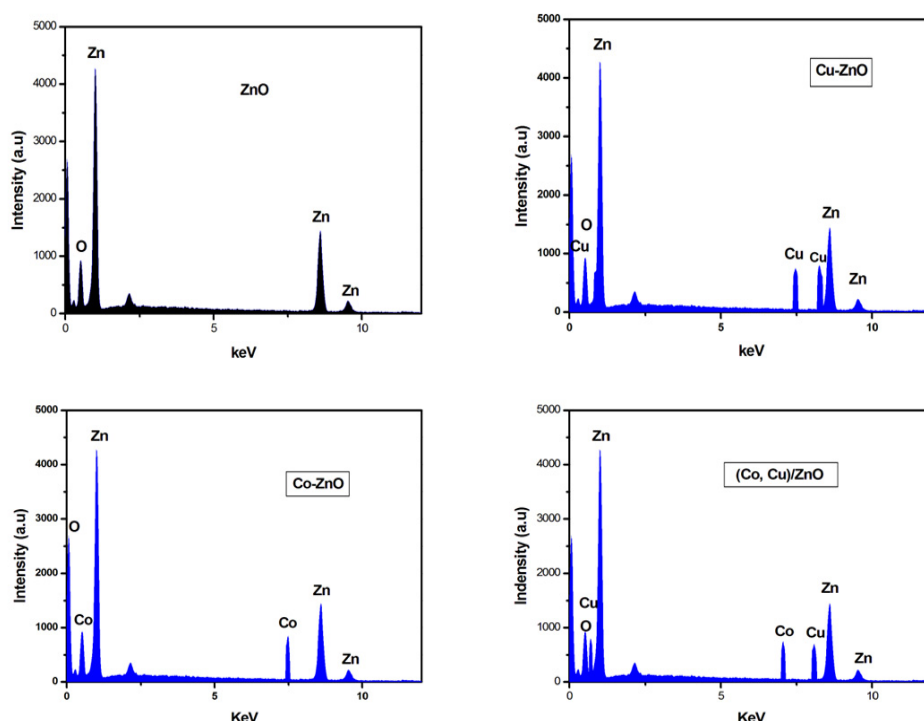 5000
4000
3000
2000
1000
0
Intensity (a.u)
Zn
ZnO
O
Zn
Zn
0
5
10
keV
5000
4000
3000
2000
1000
0
Intensity (a.u)
Zn
Cu-ZnO
O
Cu
Cu
Cu
Zn
Zn
0
5
10
keV
5000
4000
3000
2000
1000
0
Intensity (a.u)
Zn
Co-ZnO
O
Co
Co
Zn
Zn
0
5
10
KeV
5000
4000
3000
2000
1000
0
Indensity (a.u)
Zn
(Co, Cu)/ZnO
Cu
O
Co
Cu
Zn
Zn
0
5
10
KeV